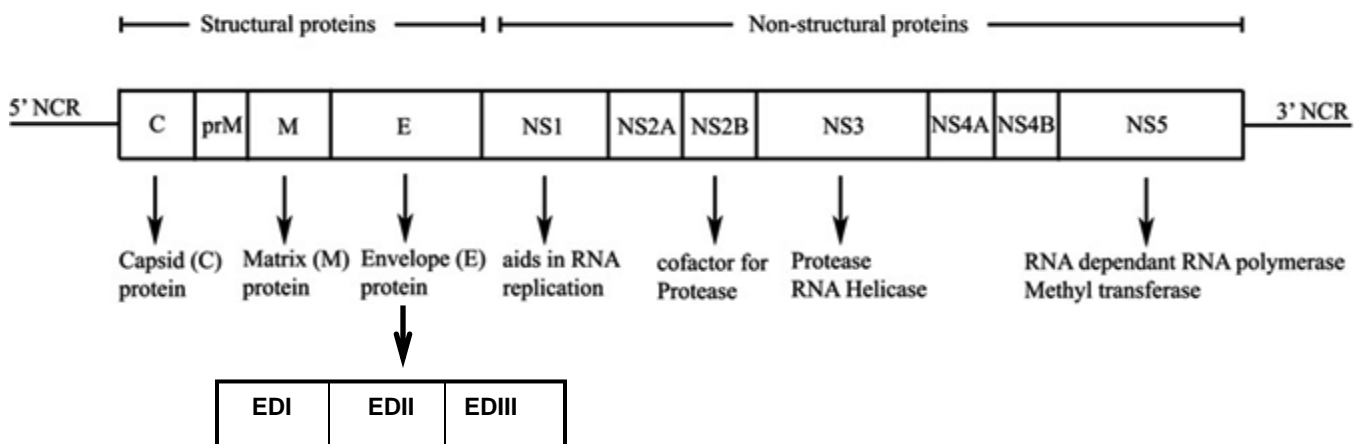 Structural proteins
Non-structural proteins
5' NCR
C
prM
M
E
NS1
NS2A
NS2B
NS3
NS4A
NS4B
NS5
3' NCR
Capsid (C)
protein
Matrix (M)
protein
Envelope (E)
protein
aids in RNA
replication
cofactor for
Protease
Protease
RNA Helicase
RNA dependant RNA polymerase
Methyl transferase
EDI
EDII
EDIII